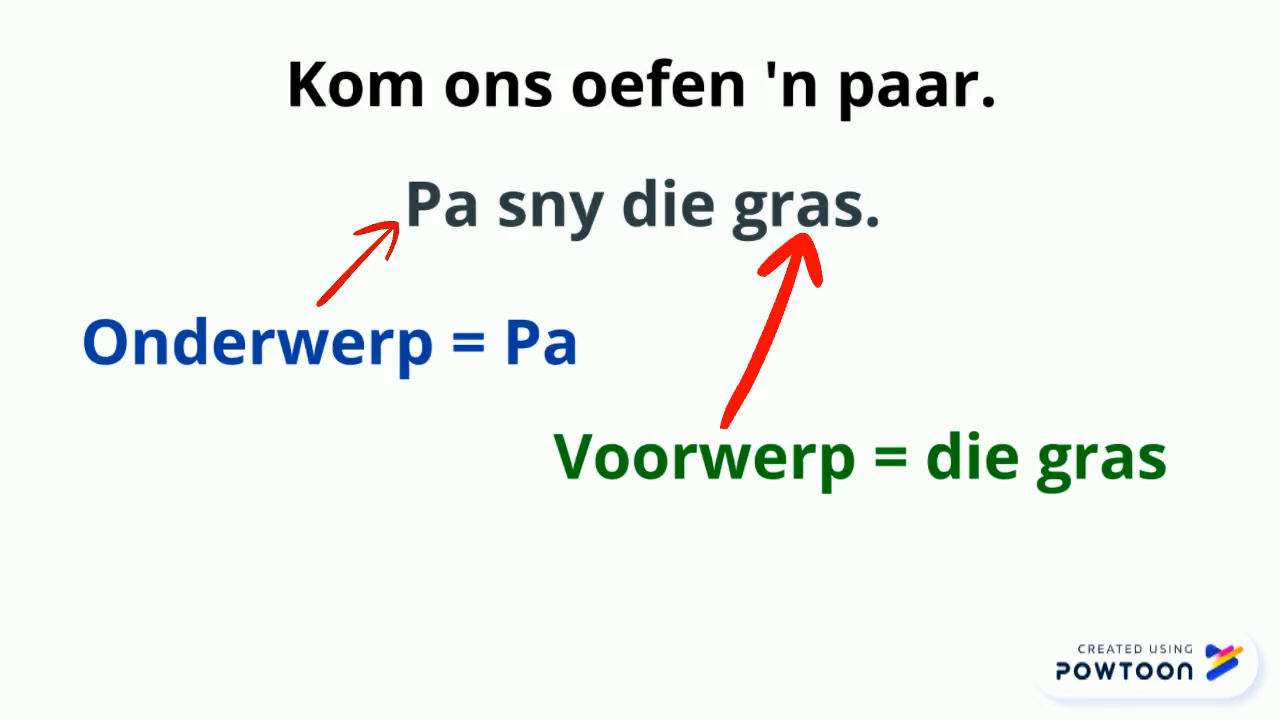 Kom ons oefen 'n paar.
Pa sny die gras.
Onderwerp = Pa
Voorwerp = die gras
CREATED USING
POWTOON